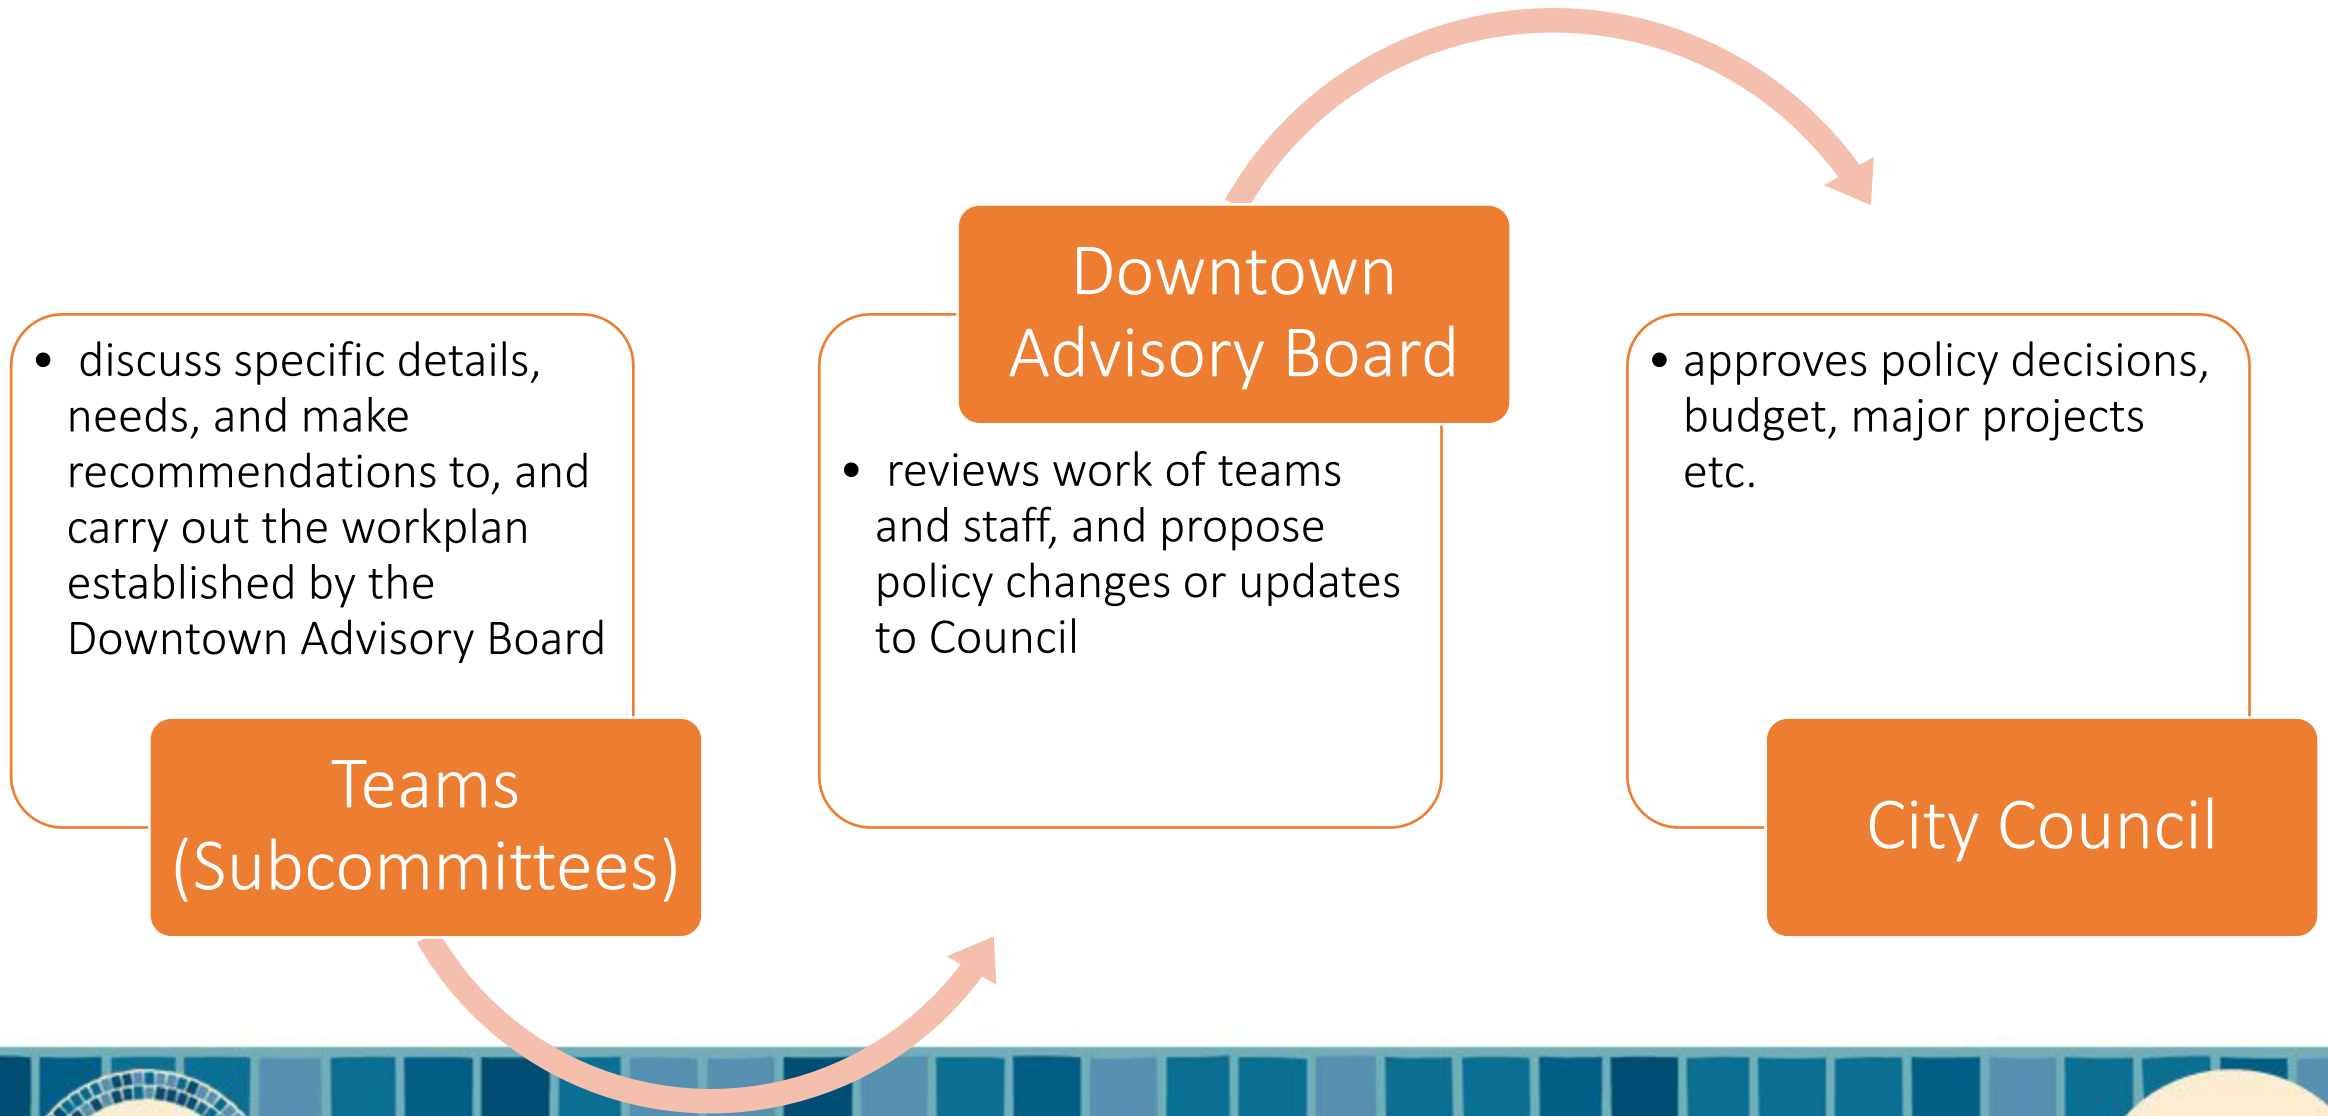 • discuss specific details,
needs, and make
recommendations to, and
carry out the workplan
established by the
Downtown Advisory Board
Teams
(Subcommittees)
Downtown
Advisory Board
• reviews work of teams
and staff, and propose
policy changes or updates
to Council
• approves policy decisions,
budget, major projects
etc.
City Council